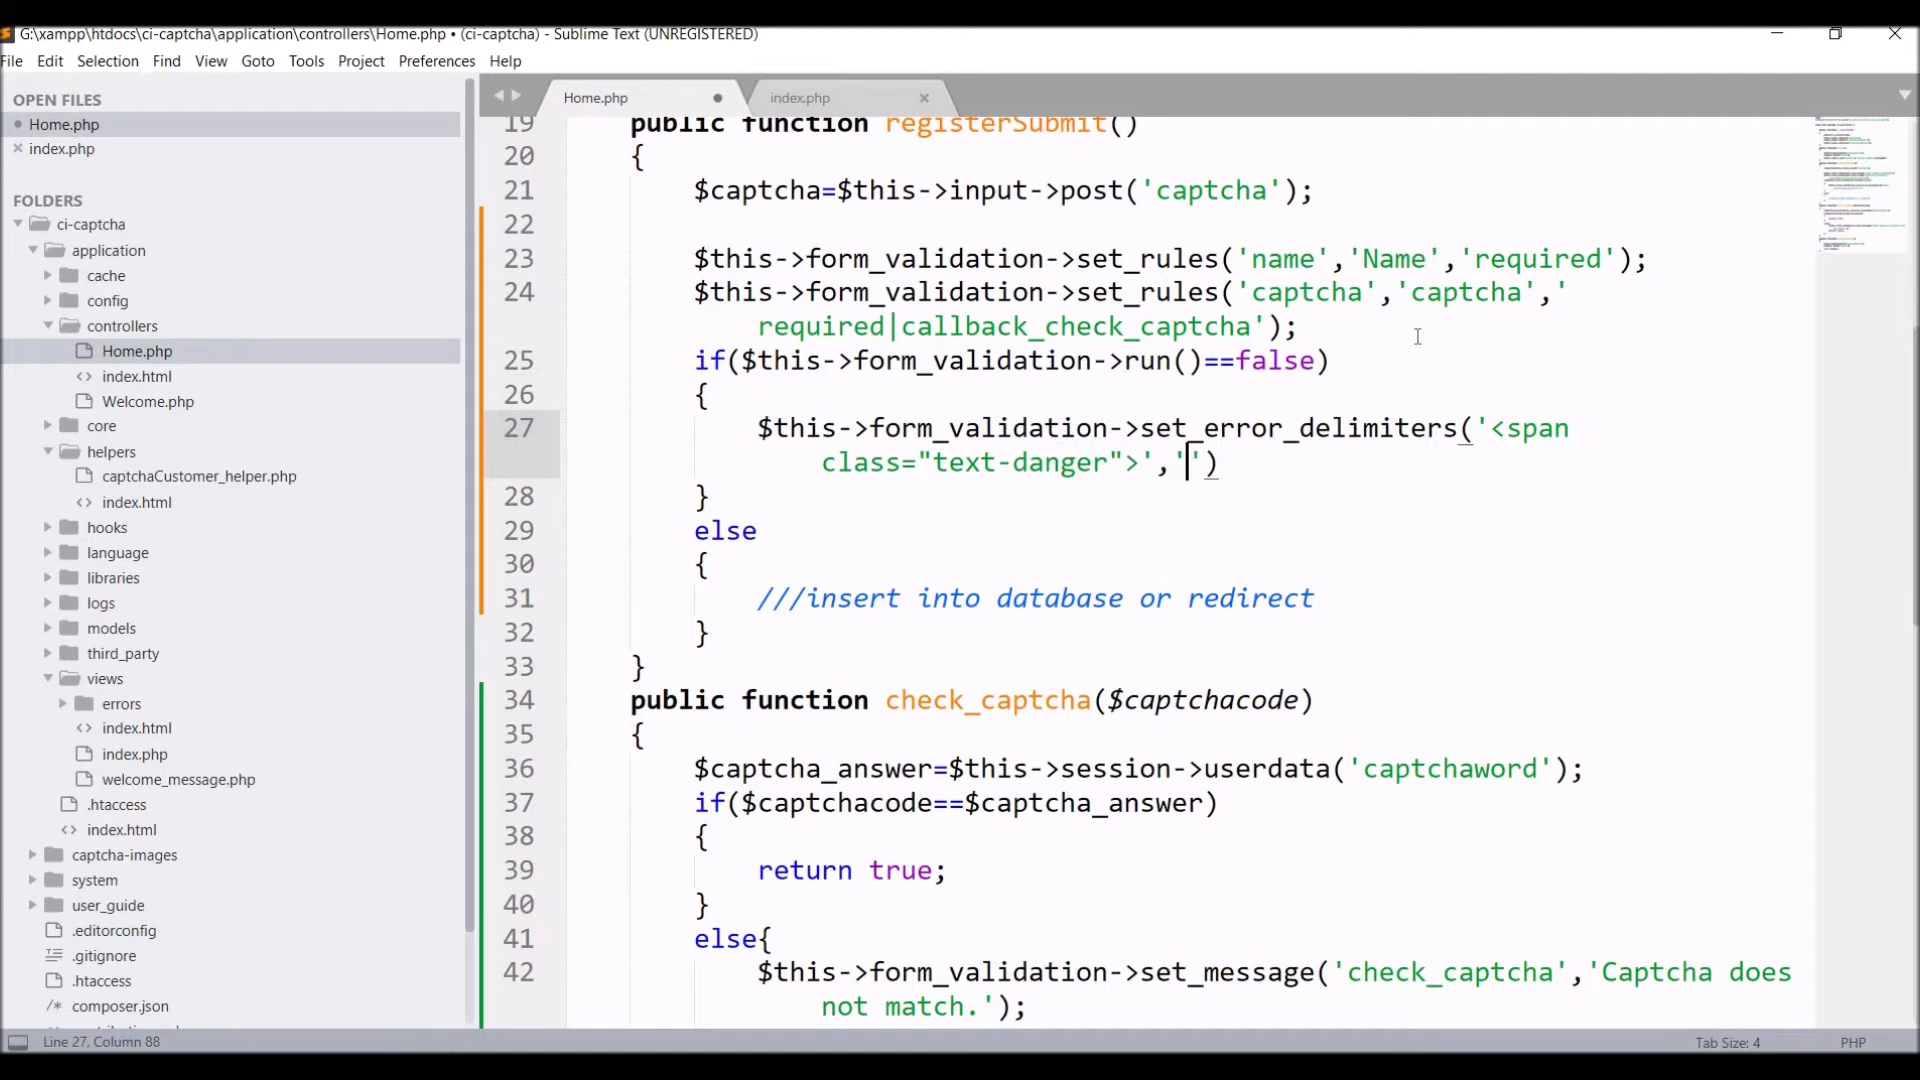 G:\xampp\htdocs\ci-captcha\application\controllers\Home.php • (ci-captcha) - Sublime Text (UNREGISTERED)
File Edit Selection Find View Goto Tools Project Preferences Help
OPEN FILES
Home.php
index.php
FOLDERS
ci-captcha
application
cache
config
controllers
Home.php
index.html
Welcome.php
core
helpers
captchaCustomer_helper.php
index.html
hooks
language
libraries
logs
models
third_party
views
errors
index.html
index.php
welcome_message.php
.htaccess
index.html
captcha-images
system
user_guide
.editorconfig
.gitignore
.htaccess
composer.json
Home.php index.php
19 public function registerSubmit()
20 {
21 $captcha=$this->input->post('captcha');
22
23 $this->form_validation->set_rules('name','Name','required');
24 $this->form_validation->set_rules('captcha','captcha','
required|callback_check_captcha');
25 if($this->form_validation->run()==false)
26 {
27 $this->form_validation->set_error_delimiters('<span
class="text-danger">','')
28 }
29 else
30 {
31 ///insert into database or redirect
32 }
33 }
34 public function check_captcha($captchacode)
35 {
36 $captcha_answer=$this->session->userdata('captchaword');
37 if($captchacode==$captcha_answer)
38 {
39 return true;
40 }
41 else{
42 $this->form_validation->set_message('check_captcha','Captcha does
not match.');
Line 27, Column 88
Tab Size: 4 PHP